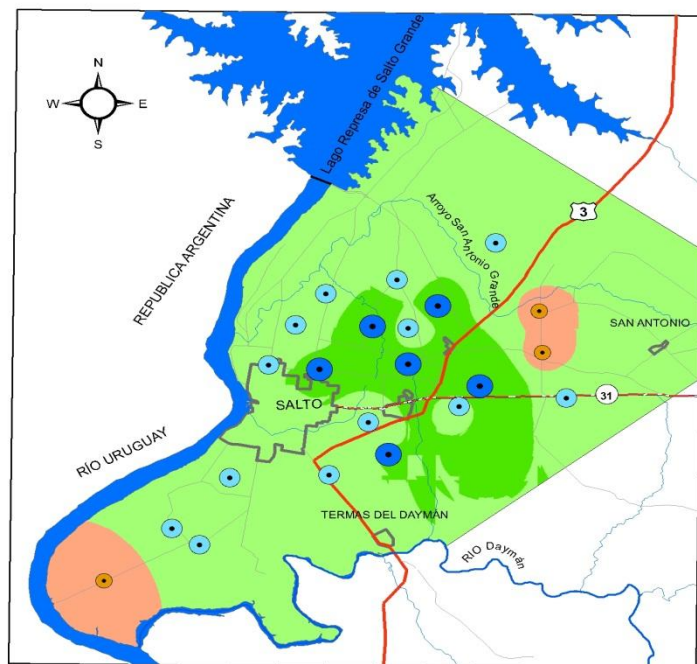 N
W E
S
Lago Represa de Salto Grande
REPUBLICA ARGENTINA
Arroyo San Antonio Grande
3
SAN ANTONIO
31
SALTO
RÍO URUGUAY
TERMAS DEL DAYMÁN
RIO Daymán